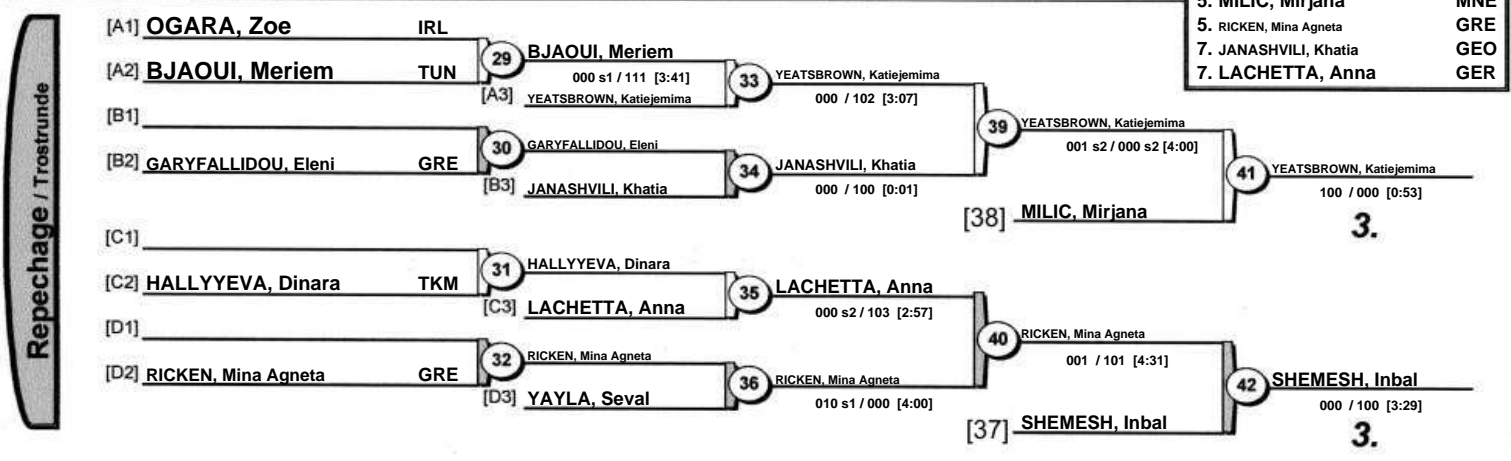 5. MILIC, Mirjana MNE
5. RICKEN, Mina Agneta GRE
7. JANASHVILI, Khatia GEO
7. LACHETTA, Anna GER
Repechage / Trostrunde
[A1] OGARA, Zoe IRL
[A2] BJAOUI, Meriem TUN
29
BJAOUI, Meriem
000 s1 / 111 [3:41]
[A3] YEATSBROWN, Katiejemima
33
YEATSBROWN, Katiejemima
000 / 102 [3:07]
[B1]
[B2] GARYFALLIDOU, Eleni GRE
30
GARYFALLIDOU, Eleni
[B3] JANASHVILI, Khatia
34
JANASHVILI, Khatia
000 / 100 [0:01]
39
YEATSBROWN, Katiejemima
001 s2 / 000 s2 [4:00]
[38] MILIC, Mirjana
41
YEATSBROWN, Katiejemima
100 / 000 [0:53]
3.
[C1]
[C2] HALLYYEVA, Dinara TKM
31
HALLYYEVA, Dinara
[C3] LACHETTA, Anna
35
LACHETTA, Anna
000 s2 / 103 [2:57]
[D1]
[D2] RICKEN, Mina Agneta GRE
32
RICKEN, Mina Agneta
[D3] YAYLA, Seval
36
RICKEN, Mina Agneta
010 s1 / 000 [4:00]
40
RICKEN, Mina Agneta
001 / 101 [4:31]
[37] SHEMESH, Inbal
42
SHEMESH, Inbal
000 / 100 [3:29]
3.